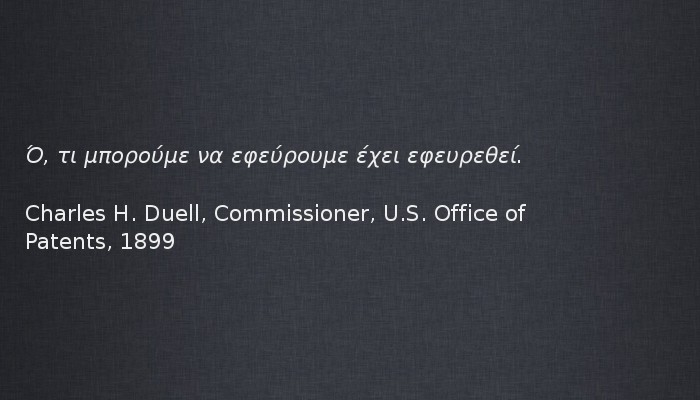 Ό, τι μπορούμε να εφεύρουμε έχει εφευρεθεί.
Charles H. Duell, Commissioner, U.S. Office of
Patents, 1899